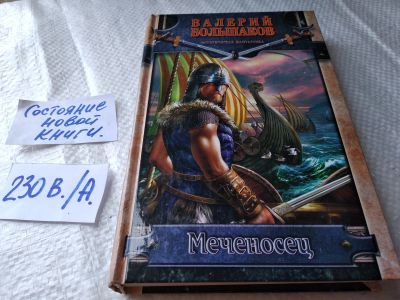 Состояние
новой
книги.
230 В./А.
ВАЛЕРИЙ
БОЛЬШАКОВ
Меченосец